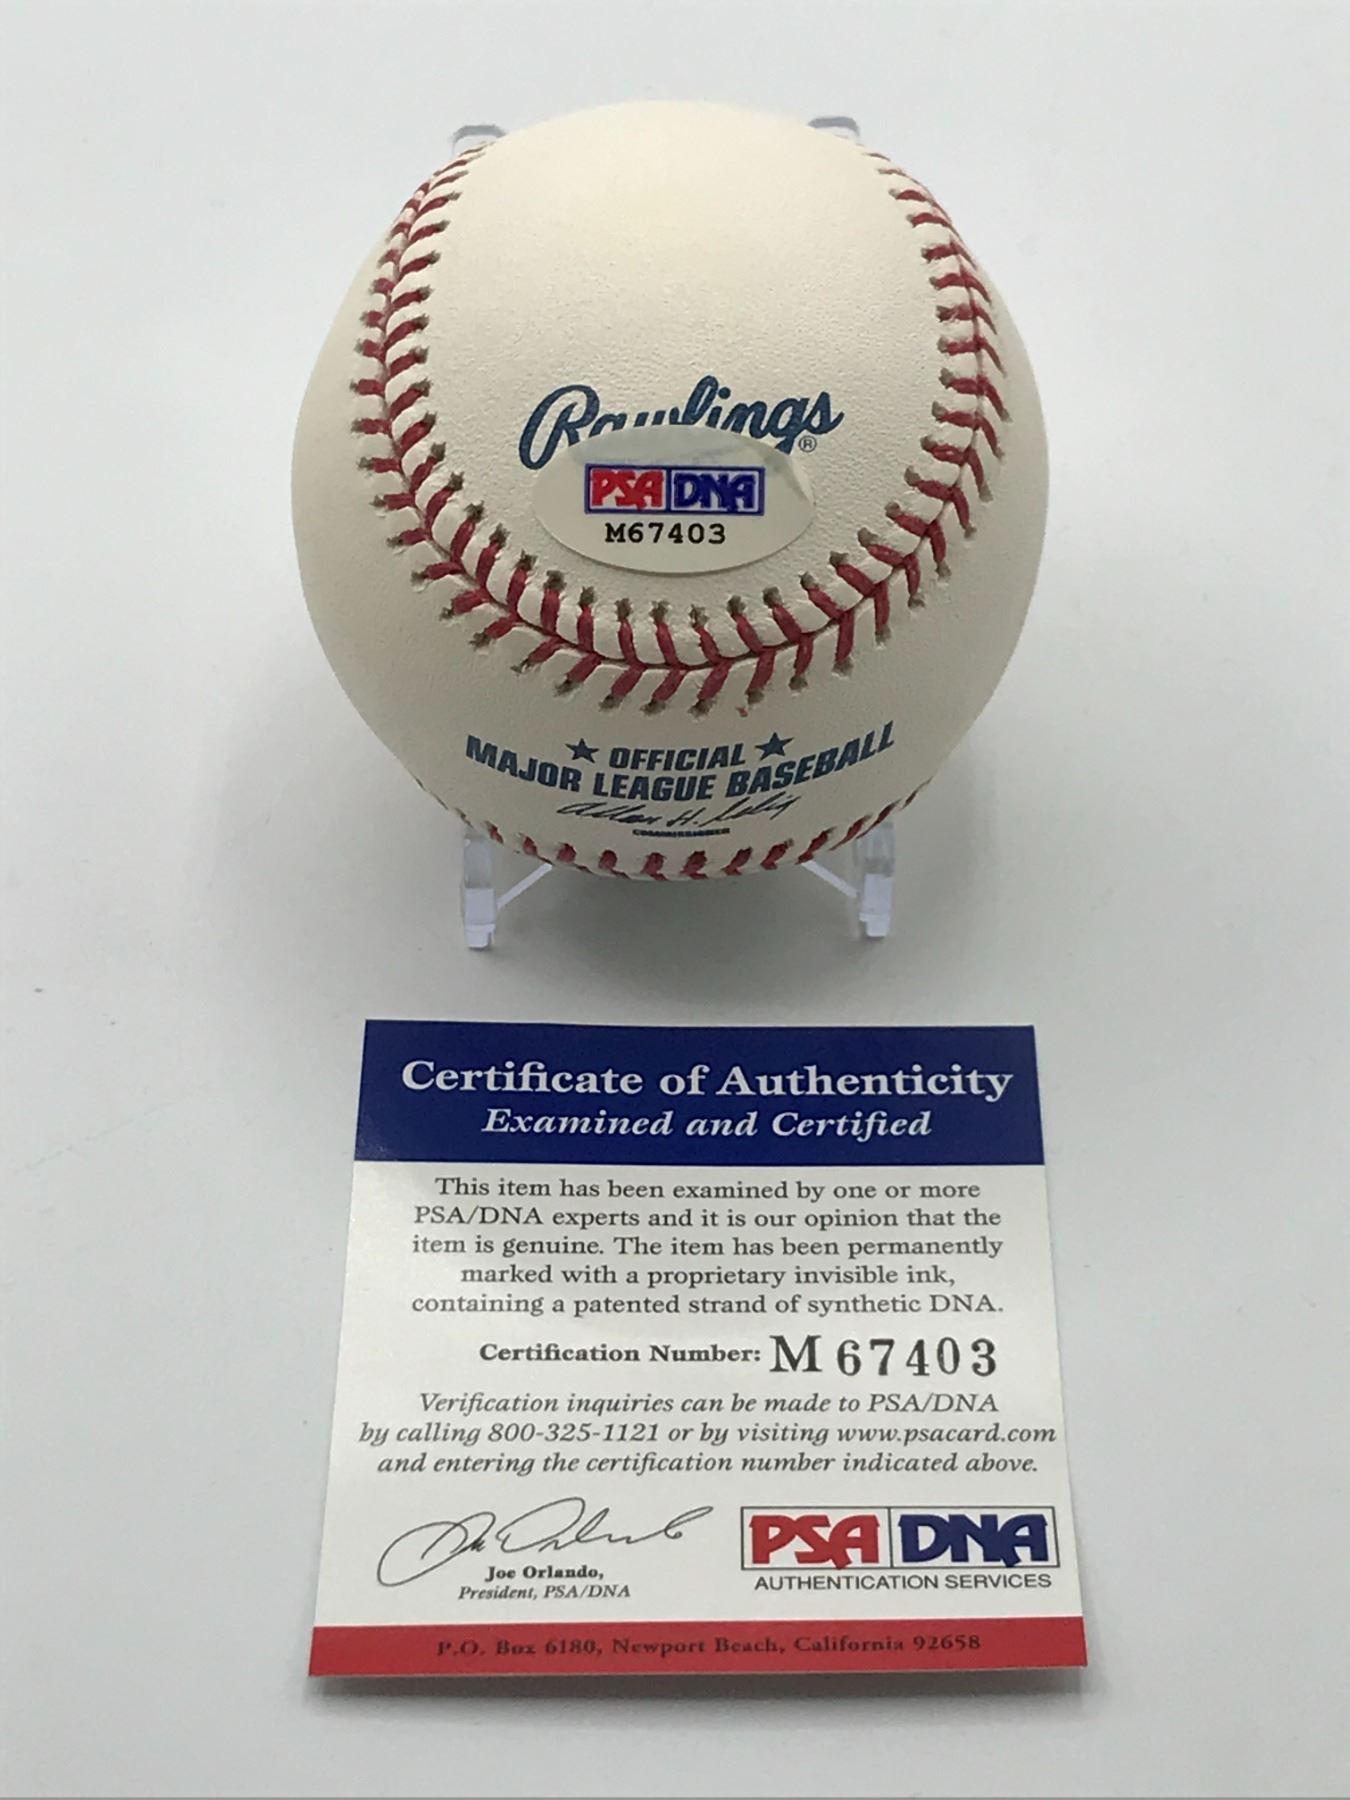 Rawlings®
PSA DNA
M67403
★ OFFICIAL ★
MAJOR LEAGUE BASEBALL
Allan H. Selig
COMMISSIONER
Certificate of Authenticity
Examined and Certified
This item has been examined by one or more
PSA/DNA experts and it is our opinion that the
item is genuine. The item has been permanently
marked with a proprietary invisible ink,
containing a patented strand of synthetic DNA.
Certification Number: M 67403
Verification inquiries can be made to PSA/DNA
by calling 800-325-1121 or by visiting www.psacard.com
and entering the certification number indicated above.
Joe Orlando,
President, PSA/DNA
PSA DNA
AUTHENTICATION SERVICES
P.O. Box 6180, Newport Beach, California 92658